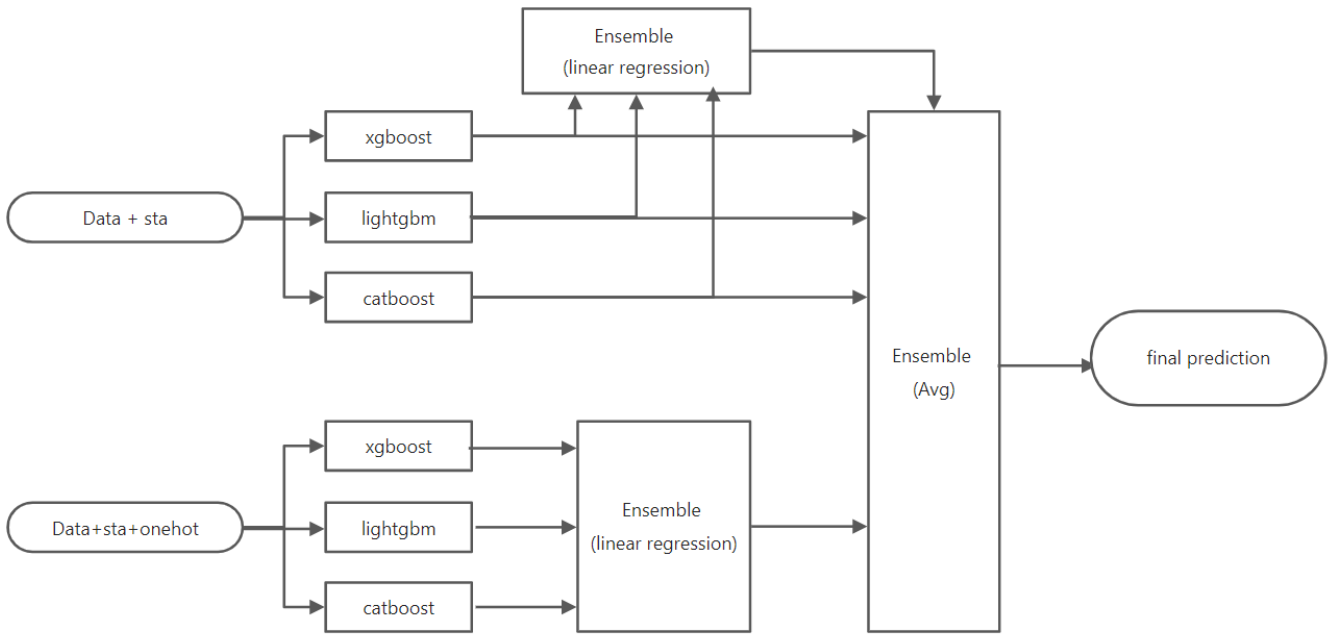 Ensemble
(linear regression)
xgboost
Data + sta
lightgbm
catboost
Ensemble
(Avg)
final prediction
xgboost
Data+sta+onehot
lightgbm
catboost
Ensemble
(linear regression)